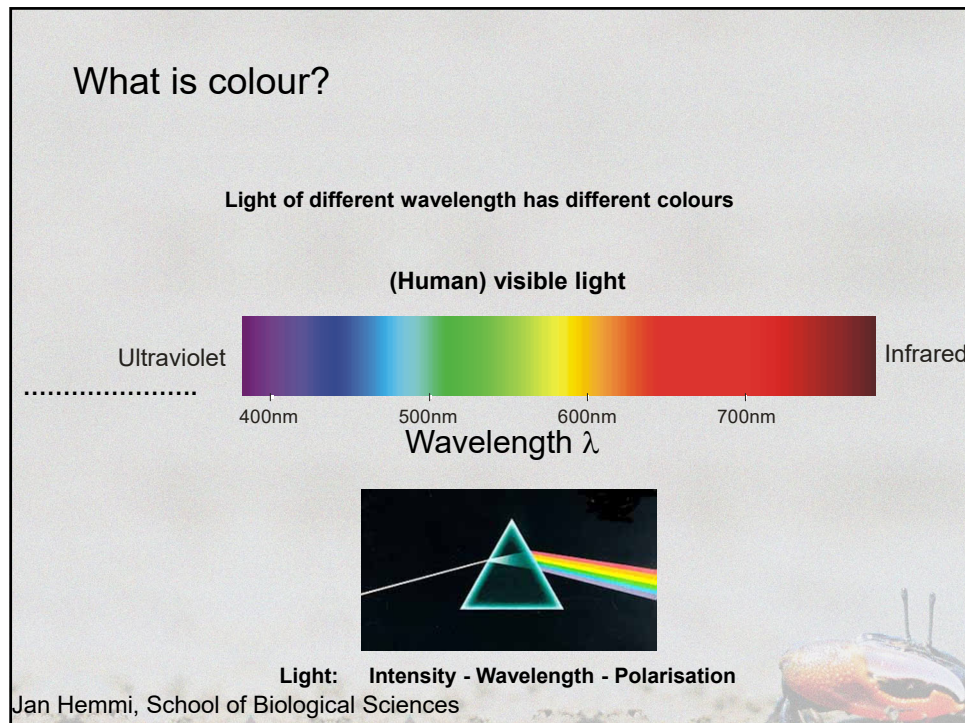 What is colour?
Light of different wavelength has different colours
(Human) visible light
Ultraviolet
Infrared
......................
400nm 500nm 600nm 700nm
Wavelength λ
Light: Intensity - Wavelength - Polarisation
Jan Hemmi, School of Biological Sciences